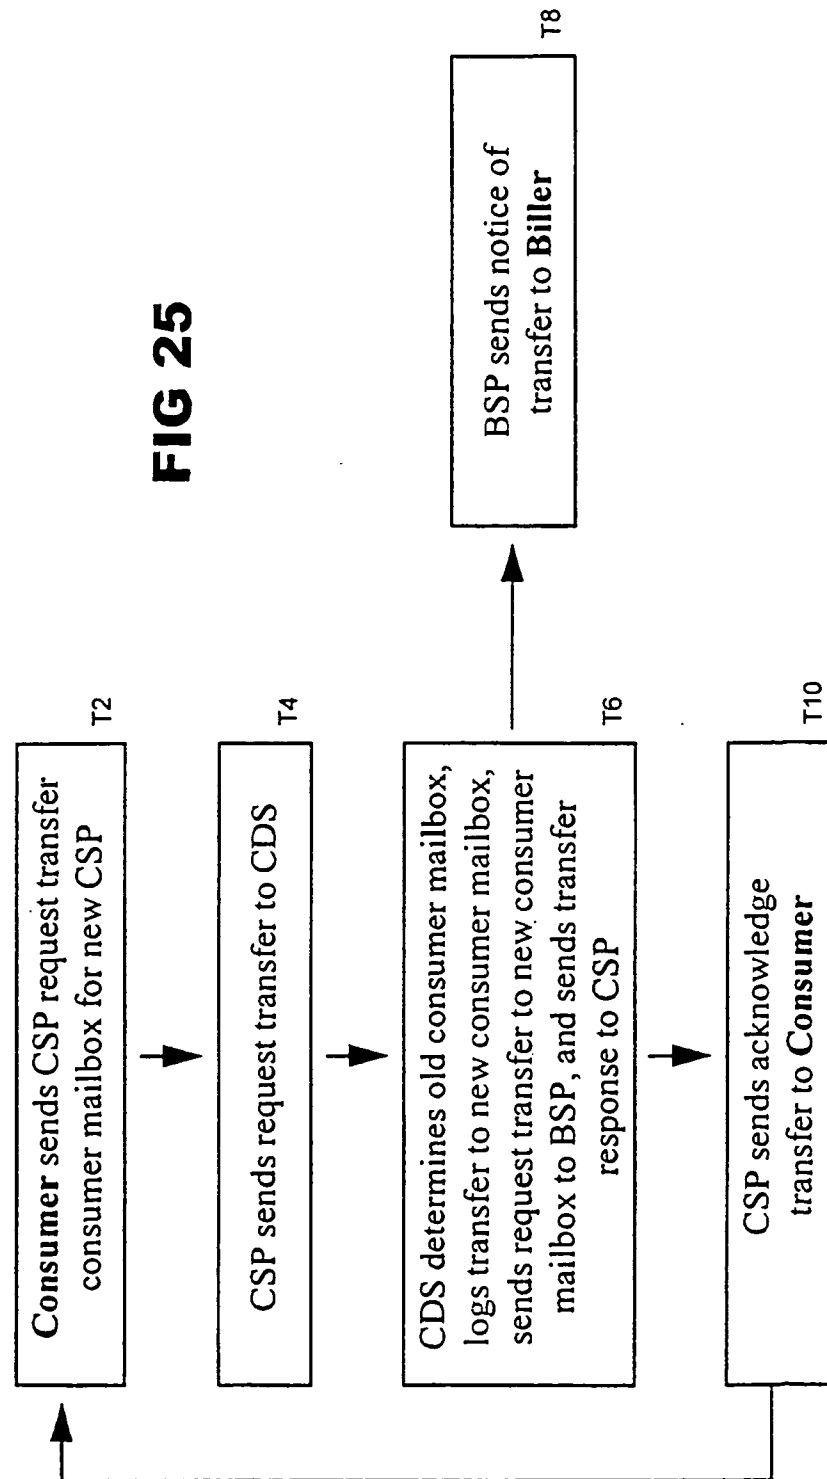 FIG 25
Consumer sends CSP request transfer
consumer mailbox for new CSP
T2
CSP sends request transfer to CDS
T4
CDS determines old consumer mailbox,
logs transfer to new consumer mailbox,
sends request transfer to new consumer
mailbox to BSP, and sends transfer
response to CSP
T6
BSP sends notice of
transfer to Biller
T8
CSP sends acknowledge
transfer to Consumer
T10